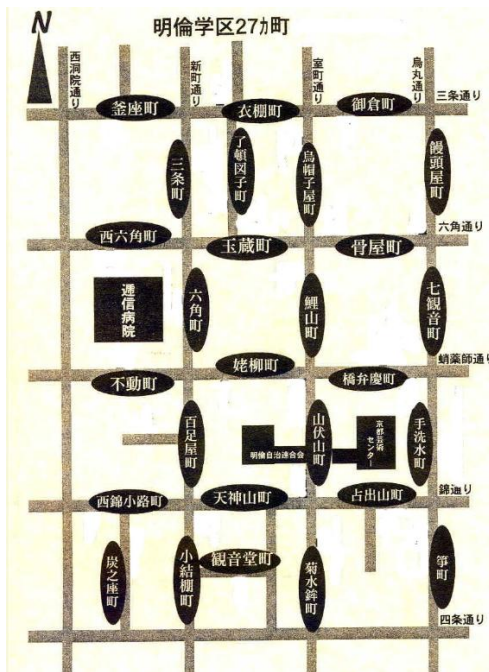 N
明倫学区27カ町
西洞院通り
新町通り
室町通り
烏丸通り
三条通り
釜座町
衣棚町
御倉町
三条町
了頓図子町
烏帽子屋町
饅頭屋町
六角通り
西六角町
玉蔵町
骨屋町
逓信病院
六角町
鯉山町
七観音町
蛸薬師通り
不動町
姥柳町
橋弁慶町
百足屋町
明倫自治連合会
山伏山町
京都芸術
センター
手洗水町
錦通り
西錦小路町
天神山町
占出山町
炭之座町
小結棚町
観音堂町
菊水鉾町
笋町
四条通り